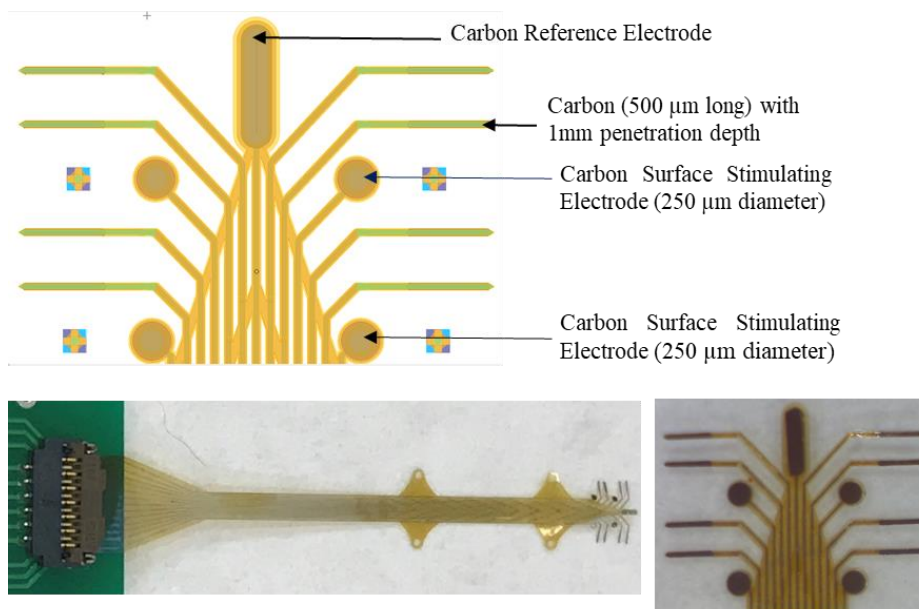 Carbon Reference Electrode
Carbon (500 µm long) with
1mm penetration depth
Carbon Surface Stimulating
Electrode (250 µm diameter)
Carbon Surface Stimulating
Electrode (250 µm diameter)